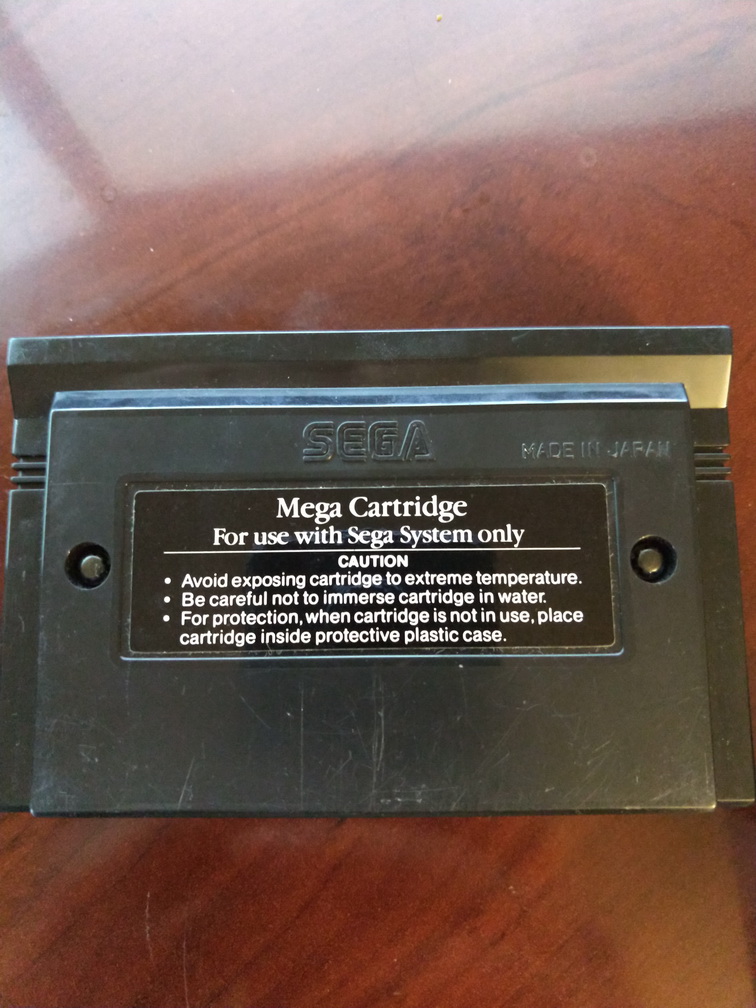 SEGA
MADE IN JAPAN
Mega Cartridge
For use with Sega System only
CAUTION
• Avoid exposing cartridge to extreme temperature.
• Be careful not to immerse cartridge in water.
• For protection, when cartridge is not in use, place
cartridge inside protective plastic case.